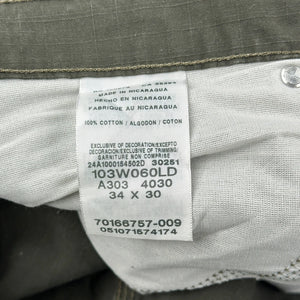 MADE IN NICARAGUA
HECHO EN NICARAGUA
FABRIQUE AU NICARAGUA
100% COTTON / ALGODON / COTON
EXCLUSIVE OF DECORATION/EXCEPTO
DECORACION/EXCLUSIVE OF TRIMMING
GARNITURE NON COMPRISE
24A1000154502D 30251
103W060LD
A303 4030
34 X 30
70166757-009
051071574174